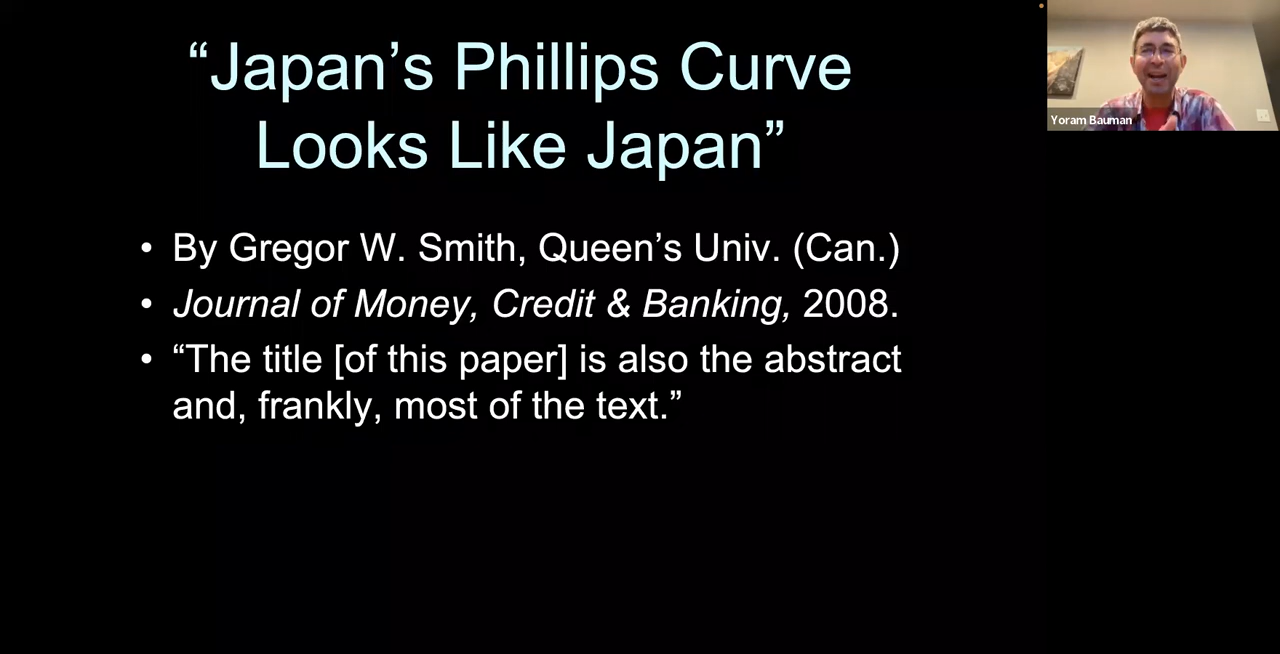 “Japan’s Phillips Curve
Looks Like Japan”
• By Gregor W. Smith, Queen’s Univ. (Can.)
• Journal of Money, Credit & Banking, 2008.
• “The title [of this paper] is also the abstract
and, frankly, most of the text.”
Yoram Bauman